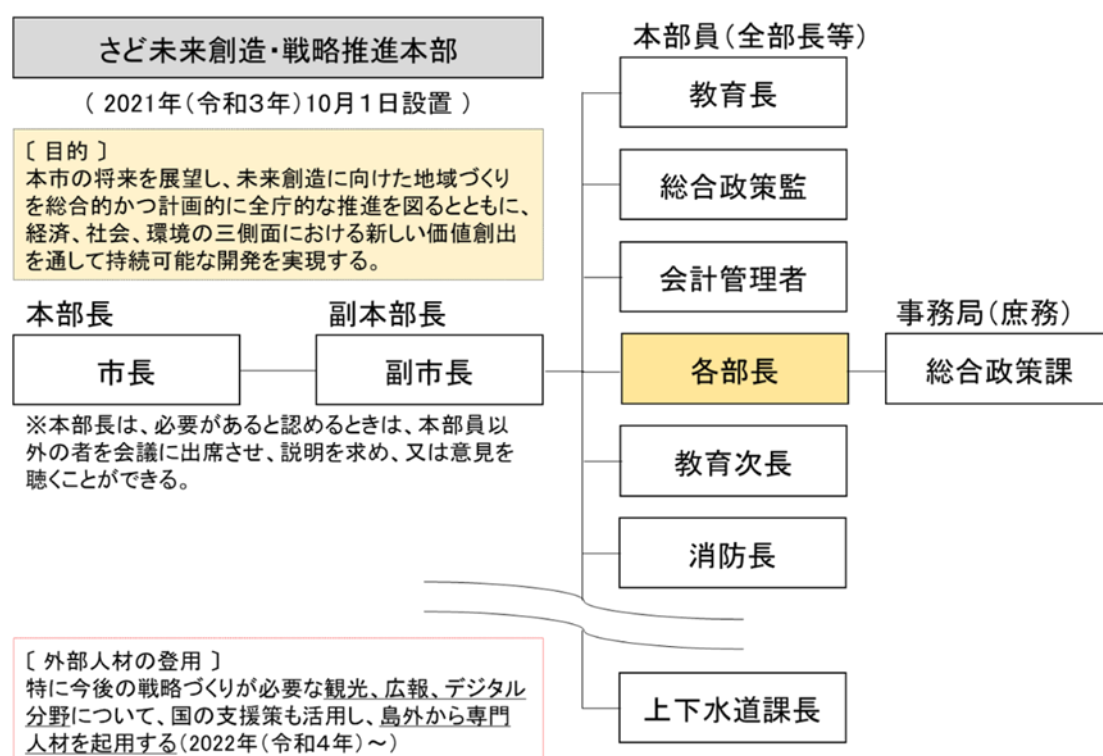 さど未来創造・戦略推進本部
（ 2021年（令和３年）10月１日設置 ）
〔 目的 〕
本市の将来を展望し、未来創造に向けた地域づくり
を総合的かつ計画的に全庁的な推進を図るとともに、
経済、社会、環境の三側面における新しい価値創出
を通して持続可能な開発を実現する。
本部長
市長
副本部長
副市長
※本部長は、必要があると認めるときは、本部員以
外の者を会議に出席させ、説明を求め、又は意見を
聴くことができる。
本部員（全部長等）
教育長
総合政策監
会計管理者
各部長
事務局（庶務）
総合政策課
教育次長
消防長
上下水道課長
〔 外部人材の登用 〕
特に今後の戦略づくりが必要な観光、広報、デジタル
分野について、国の支援策も活用し、島外から専門
人材を起用する（2022年（令和４年）～）